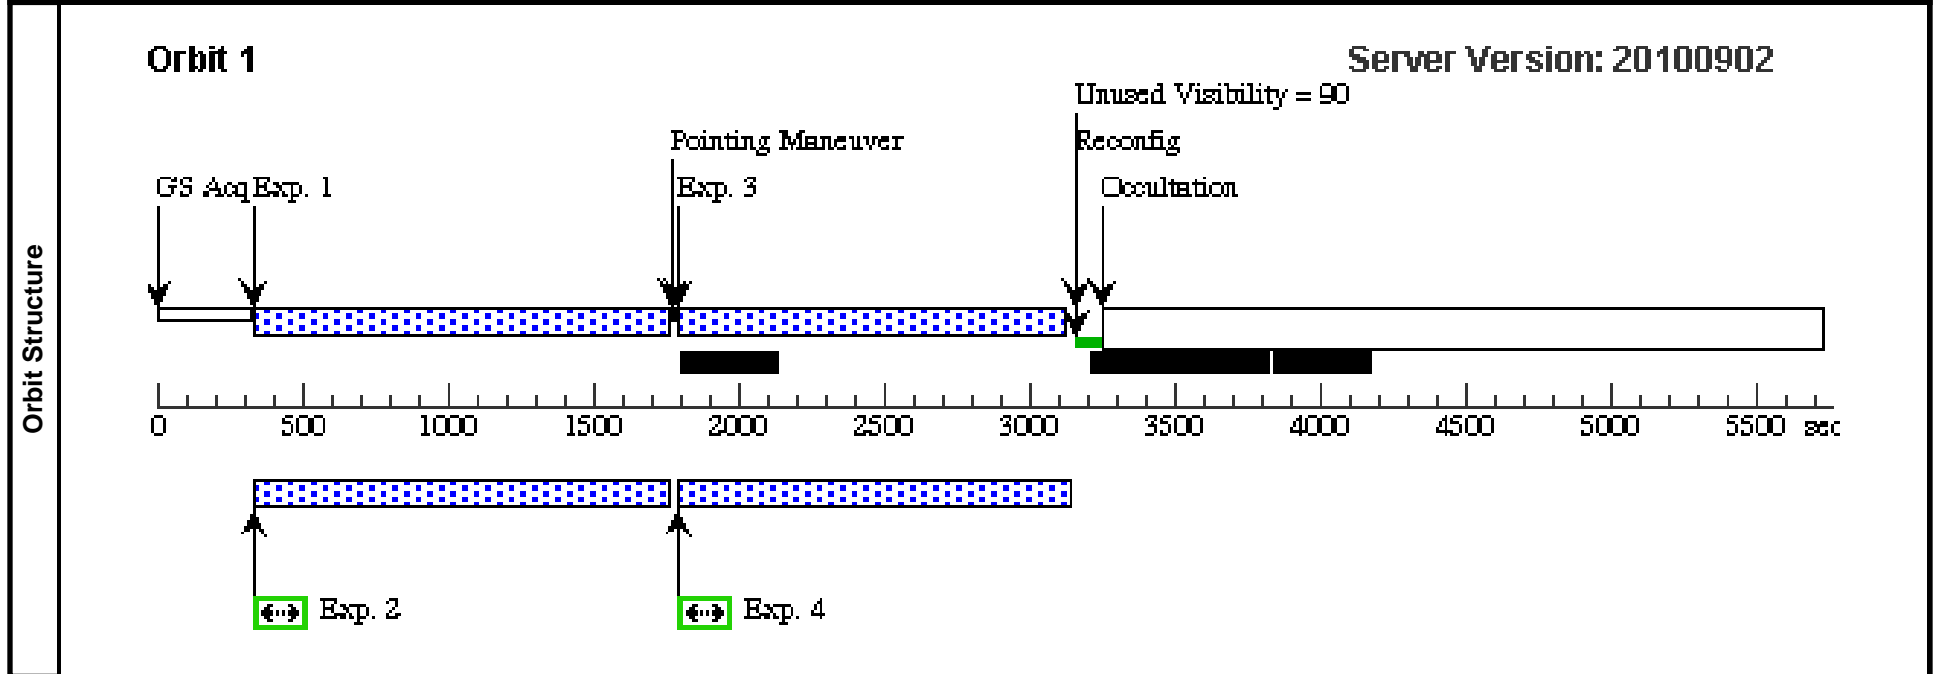 Orbit 1
Server Version: 20100902
Unused Visibility = 90
Pointing Maneuver
Reconfig
GS Acq
Exp. 1
Exp. 3
Occultation
Orbit Structure
0 500 1000 1500 2000 2500 3000 3500 4000 4500 5000 5500 sec
Exp. 2
Exp. 4